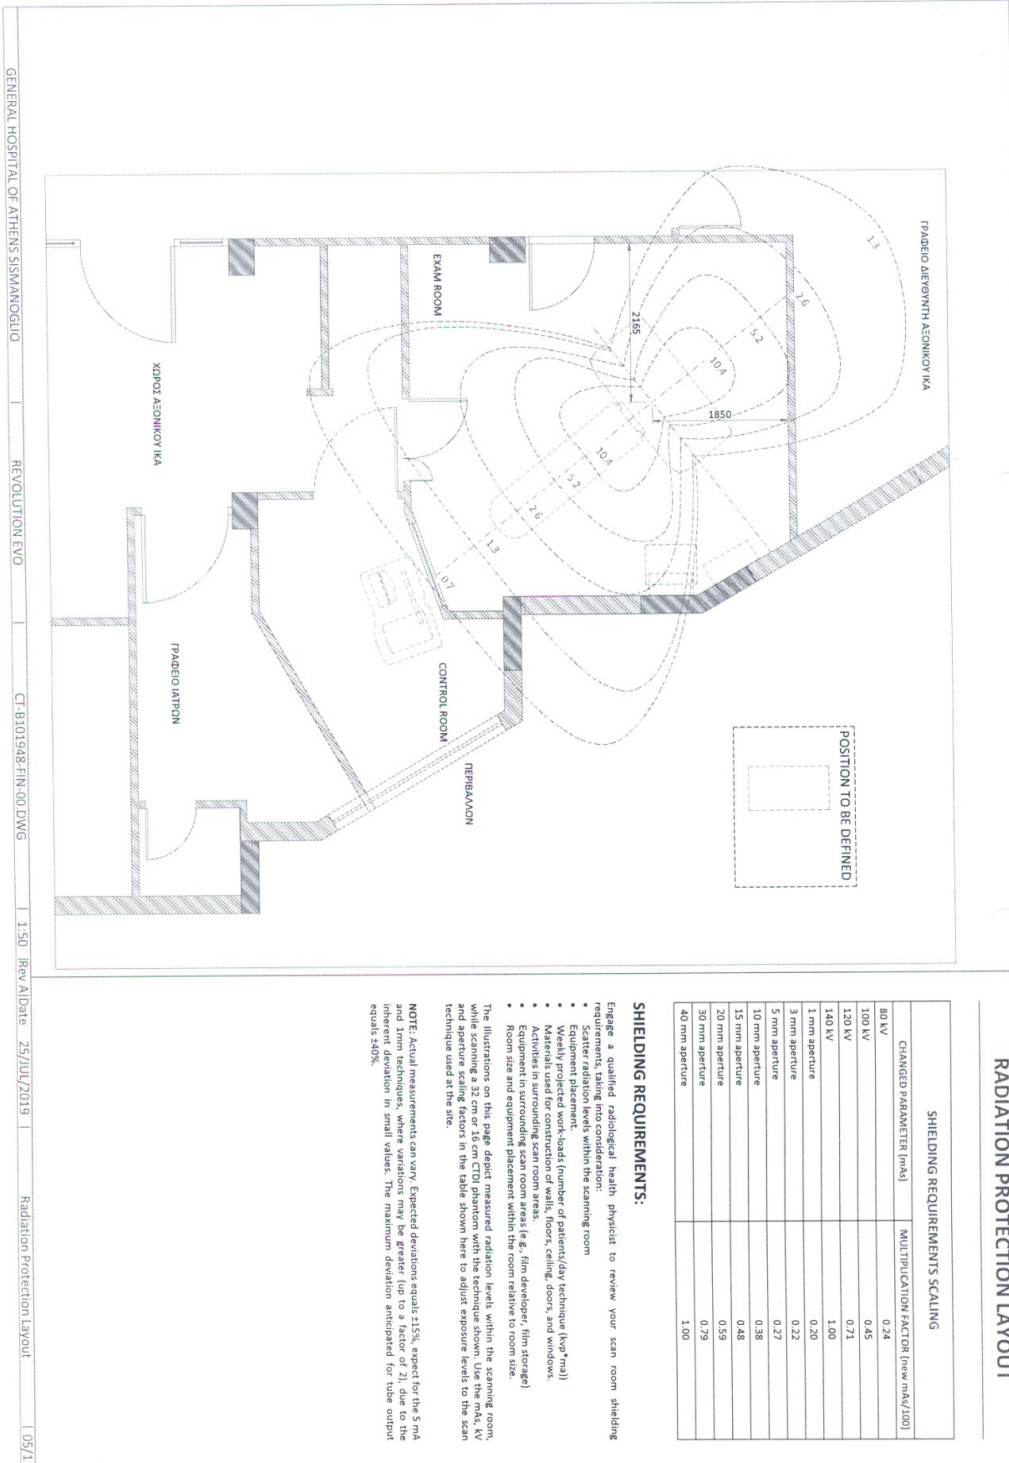 RADIATION PROTECTION LAYOUT
SHIELDING REQUIREMENTS SCALING
CHANGED PARAMETER (mAs) MULTIPLICATION FACTOR (new mAs/100)
80 kV 0.24
100 kV 0.45
120 kV 0.71
140 kV 1.00
1 mm aperture 0.20
3 mm aperture 0.22
5 mm aperture 0.27
10 mm aperture 0.38
15 mm aperture 0.48
20 mm aperture 0.59
30 mm aperture 0.79
40 mm aperture 1.00
SHIELDING REQUIREMENTS:
Engage a qualified radiological health physicist to review your scan room shielding
requirements, taking into consideration:
• Scatter radiation levels within the scanning room
• Equipment placement.
• Weekly projected work-loads (number of patients/day technique (kvp*ma))
• Materials used for construction of walls, floors, ceiling, doors, and windows.
• Activities in surrounding scan room areas.
• Equipment in surrounding scan room areas (e.g., film developer, film storage)
• Room size and equipment placement within the room relative to room size.
The Illustrations on this page depict measured radiation levels within the scanning room,
while scanning a 32 cm or 16 cm CTDI phantom with the technique shown. Use the mAs, kV
and aperture scaling factors in the table shown here to adjust exposure levels to the scan
technique used at the site.
NOTE: Actual measurements can vary. Expected deviations equals ±15%, expect for the 5 mA
and 1mm techniques, where variations may be greater (up to a factor of 2), due to the
inherent deviation in small values. The maximum deviation anticipated for tube output
equals ±40%.
ΓΡΑΦΕΙΟ ΔΙΕΥΘΥΝΤΗ ΑΞΟΝΙΚΟΥ ΙΚΑ
1.3
2.6
5.2
10.4
1850
2165
10.4
5.2
2.6
1.3
0.7
POSITION TO BE DEFINED
EXAM ROOM
CONTROL ROOM
ΠΕΡΙΒΑΛΛΟΝ
ΧΩΡΟΣ ΑΞΟΝΙΚΟΥ ΙΚΑ
ΓΡΑΦΕΙΟ ΙΑΤΡΩΝ
GENERAL HOSPITAL OF ATHENS SISMANOGLIO | REVOLUTION EVO | CT-B101948-FIN-00.DWG | 1:50 |Rev A|Date 25/JUL/2019 | Radiation Protection Layout | 05/1